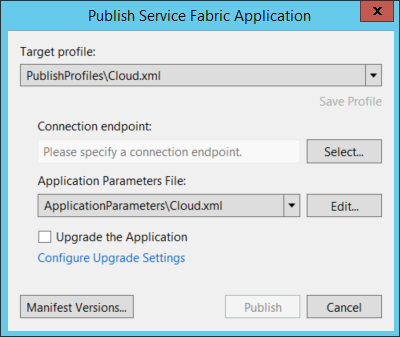 Publish Service Fabric Application
x
Target profile:
PublishProfiles\Cloud.xml
Save Profile
Connection endpoint:
Please specify a connection endpoint.
Select...
Application Parameters File:
ApplicationParameters\Cloud.xml
Edit...
Upgrade the Application
Configure Upgrade Settings
Manifest Versions...
Publish
Cancel